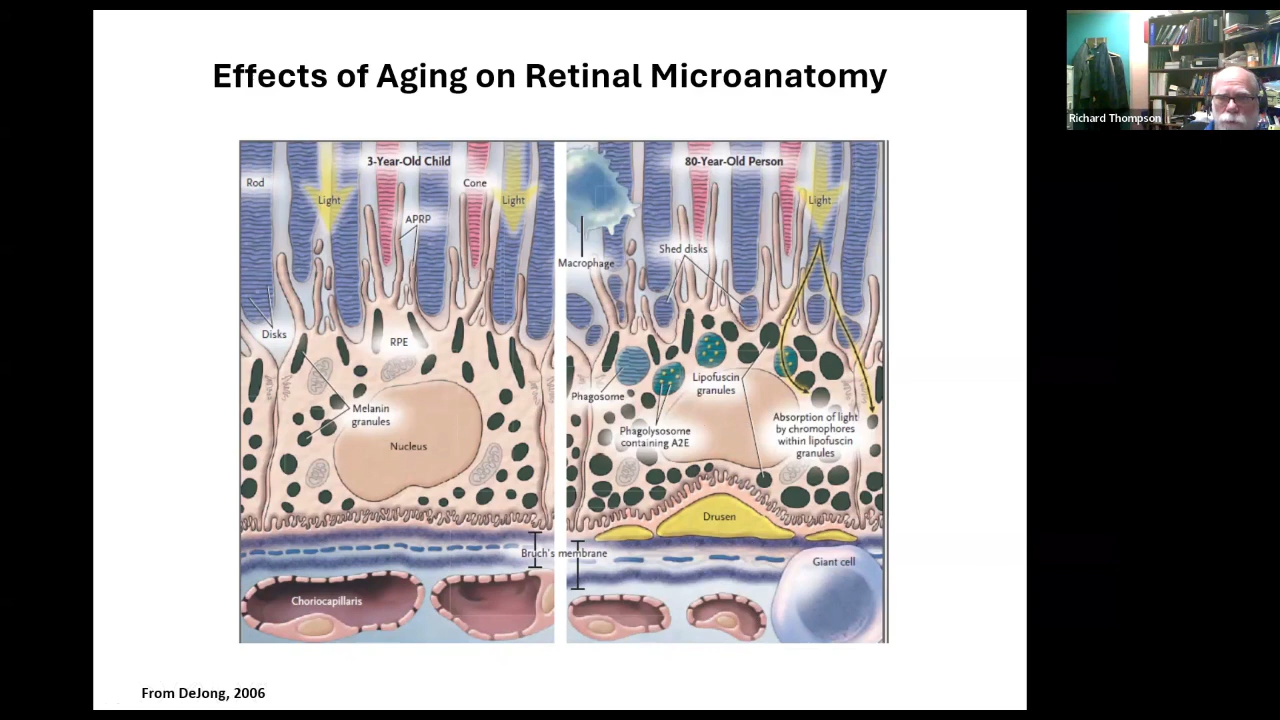 Effects of Aging on Retinal Microanatomy
3-Year-Old Child
Rod
Cone
Light
Light
APRP
Disks
RPE
Melanin
granules
Nucleus
Choriocapillaris
Bruch's membrane
80-Year-Old Person
Light
Shed disks
Macrophage
Phagosome
Lipofuscin
granules
Phagolysosome
containing A2E
Absorption of light
by chromophores
within lipofuscin
granules
Drusen
Giant cell
From DeJong, 2006
Richard Thompson